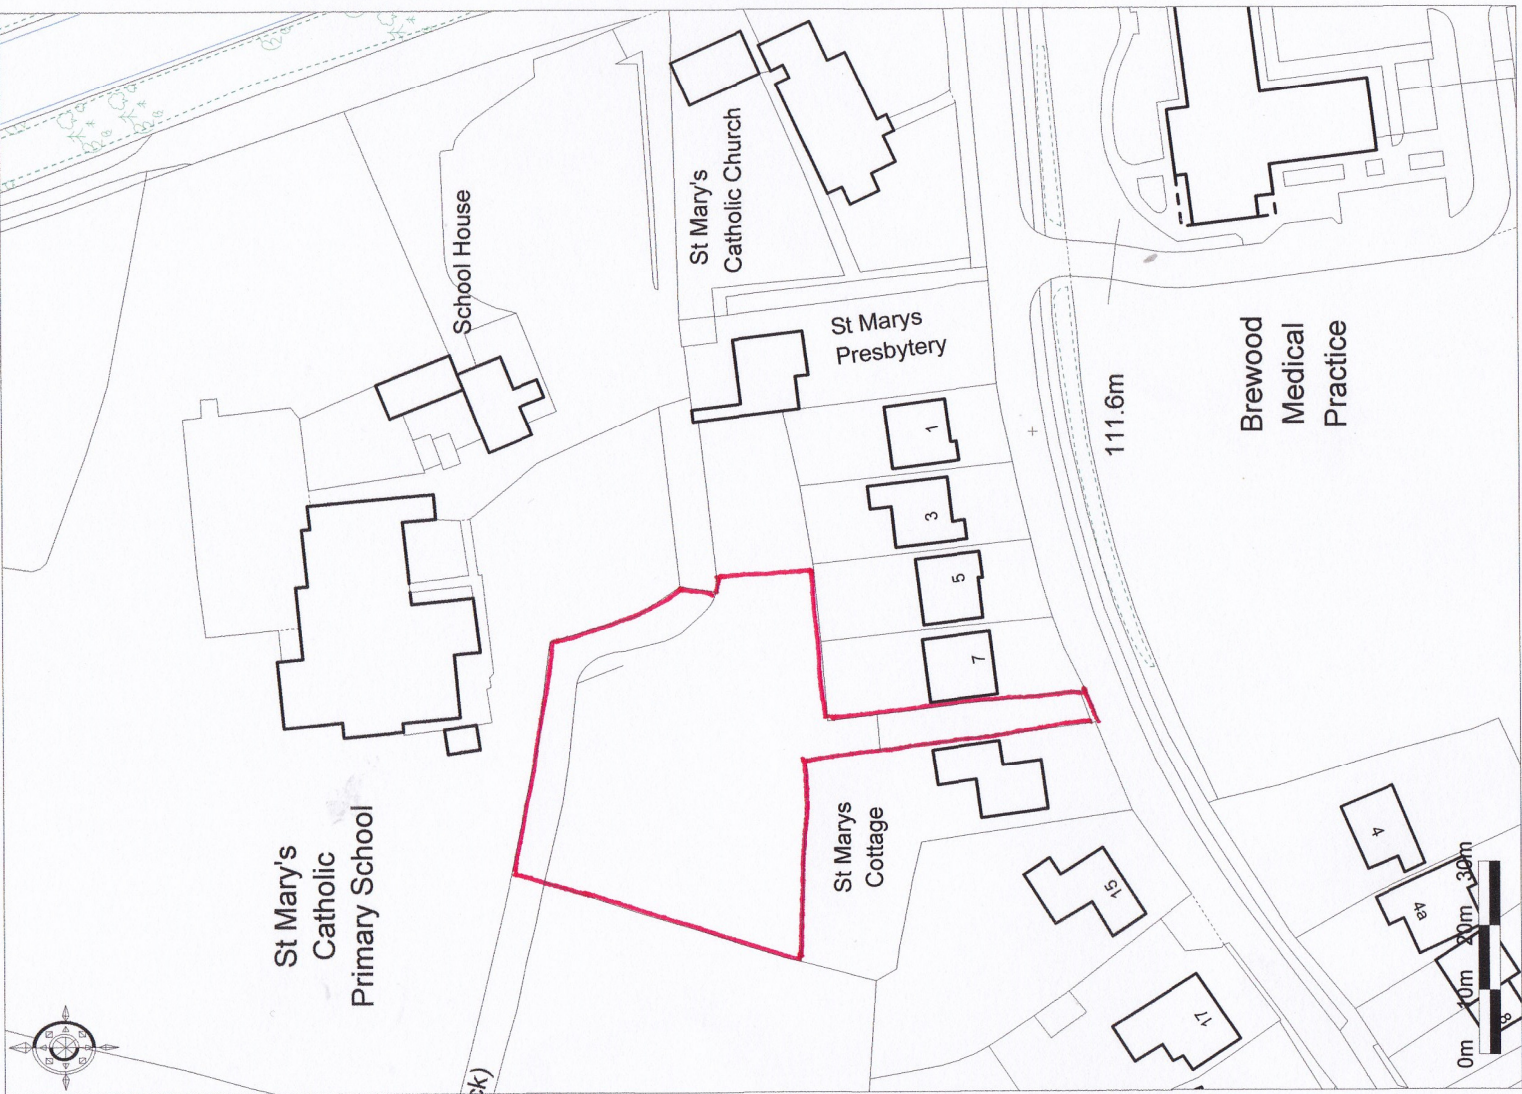 School House
St Mary's
Catholic Church
St Marys
Presbytery
St Mary's
Catholic
Primary School
St Marys
Cottage
Brewood
Medical
Practice
111.6m
1
3
5
7
15
17
4
4a
8
ck)
0m
10m
20m
30m